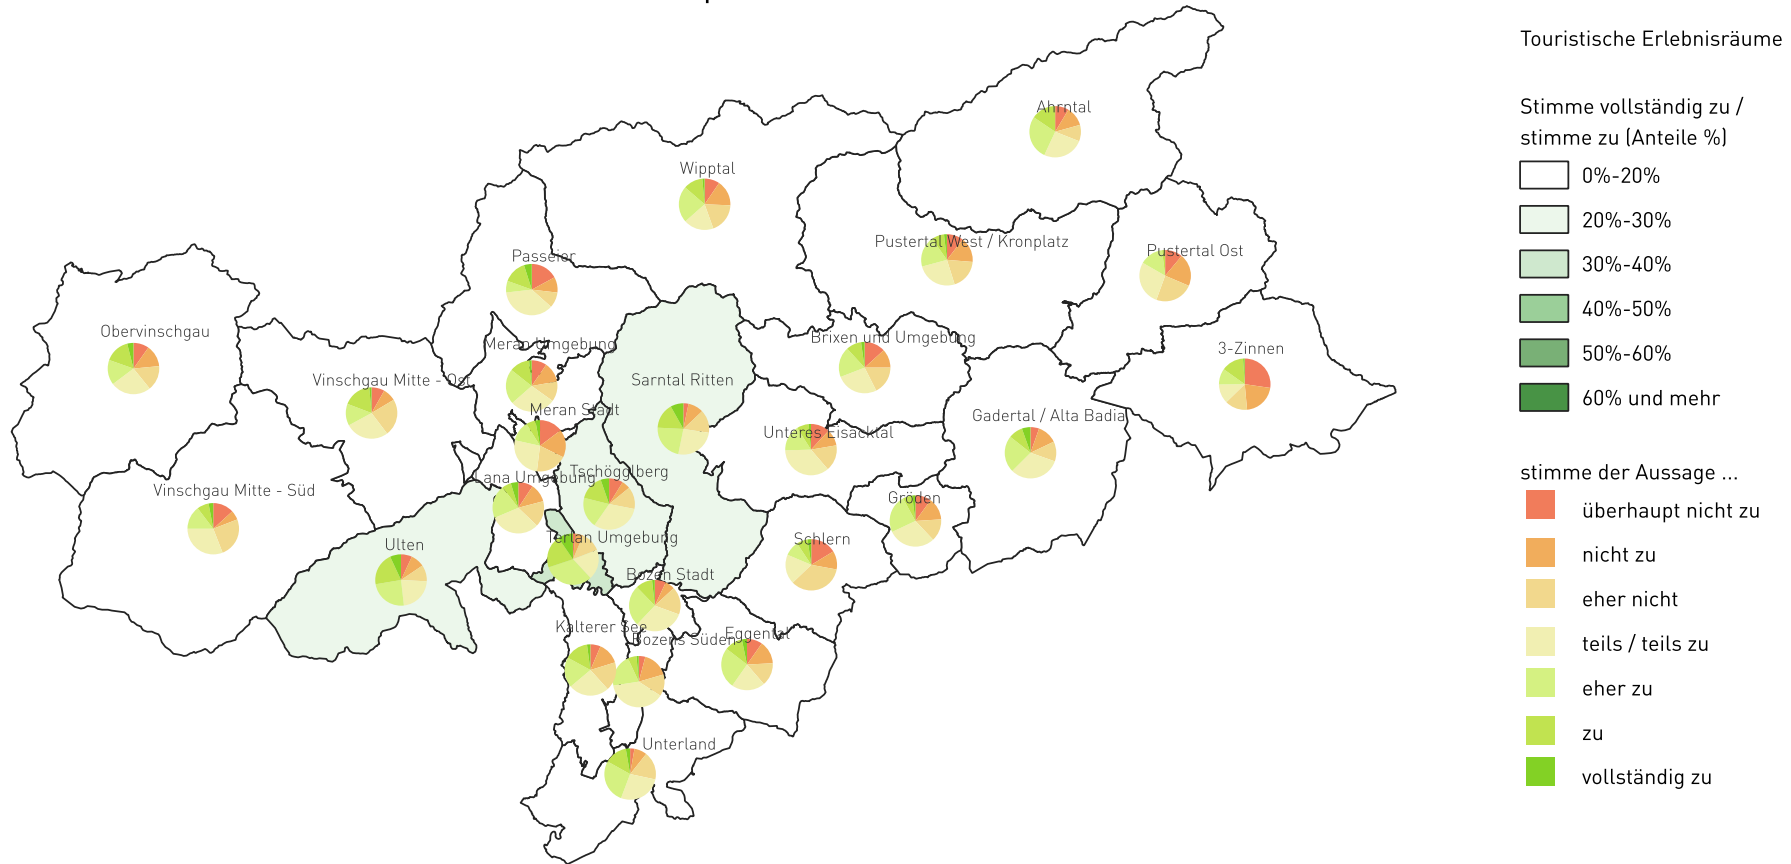 Touristische Erlebnisräume
Stimme vollständig zu /
stimme zu (Anteile %)
0%-20%
20%-30%
30%-40%
40%-50%
50%-60%
60% und mehr
stimme der Aussage ...
überhaupt nicht zu
nicht zu
eher nicht
teils / teils zu
eher zu
zu
vollständig zu
Ahrntal
Wipptal
Pustertal West / Kronplatz
Pustertal Ost
Passeier
Obervinschgau
Meran Umgebung
Brixen und Umgebung
3-Zinnen
Vinschgau Mitte - Ost
Sarntal Ritten
Meran Stadt
Gadertal / Alta Badia
Unteres Eisacktal
Tschögglberg
Lana Umgebung
Vinschgau Mitte - Süd
Gröden
Terlan Umgebung
Schlern
Ulten
Bozen Stadt
Kalterer See
Bozens Süden
Eggental
Unterland